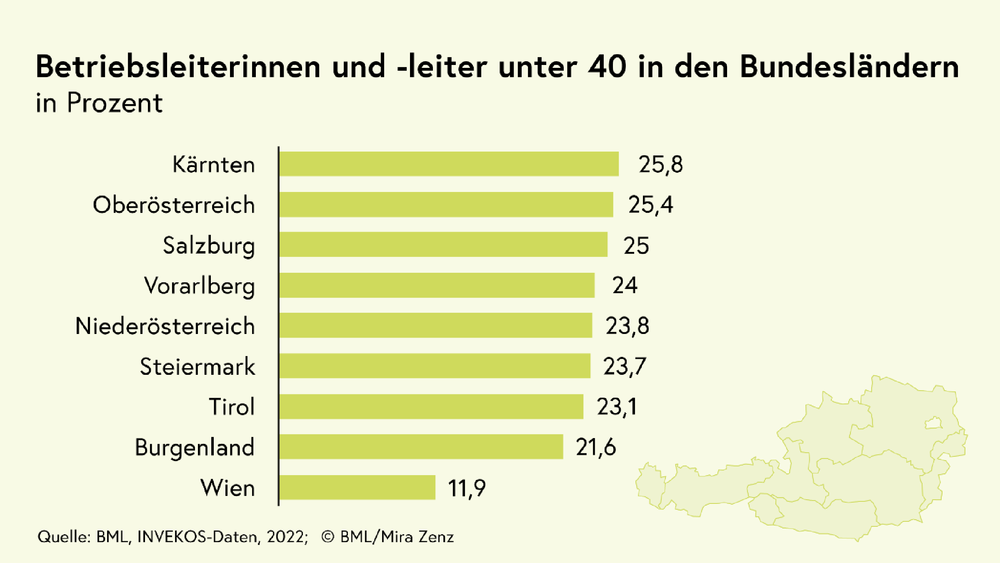 Betriebsleiterinnen und -leiter unter 40 in den Bundesländern
in Prozent
Kärnten 25,8
Oberösterreich 25,4
Salzburg 25
Vorarlberg 24
Niederösterreich 23,8
Steiermark 23,7
Tirol 23,1
Burgenland 21,6
Wien 11,9
Quelle: BML, INVEKOS-Daten, 2022; © BML/Mira Zenz